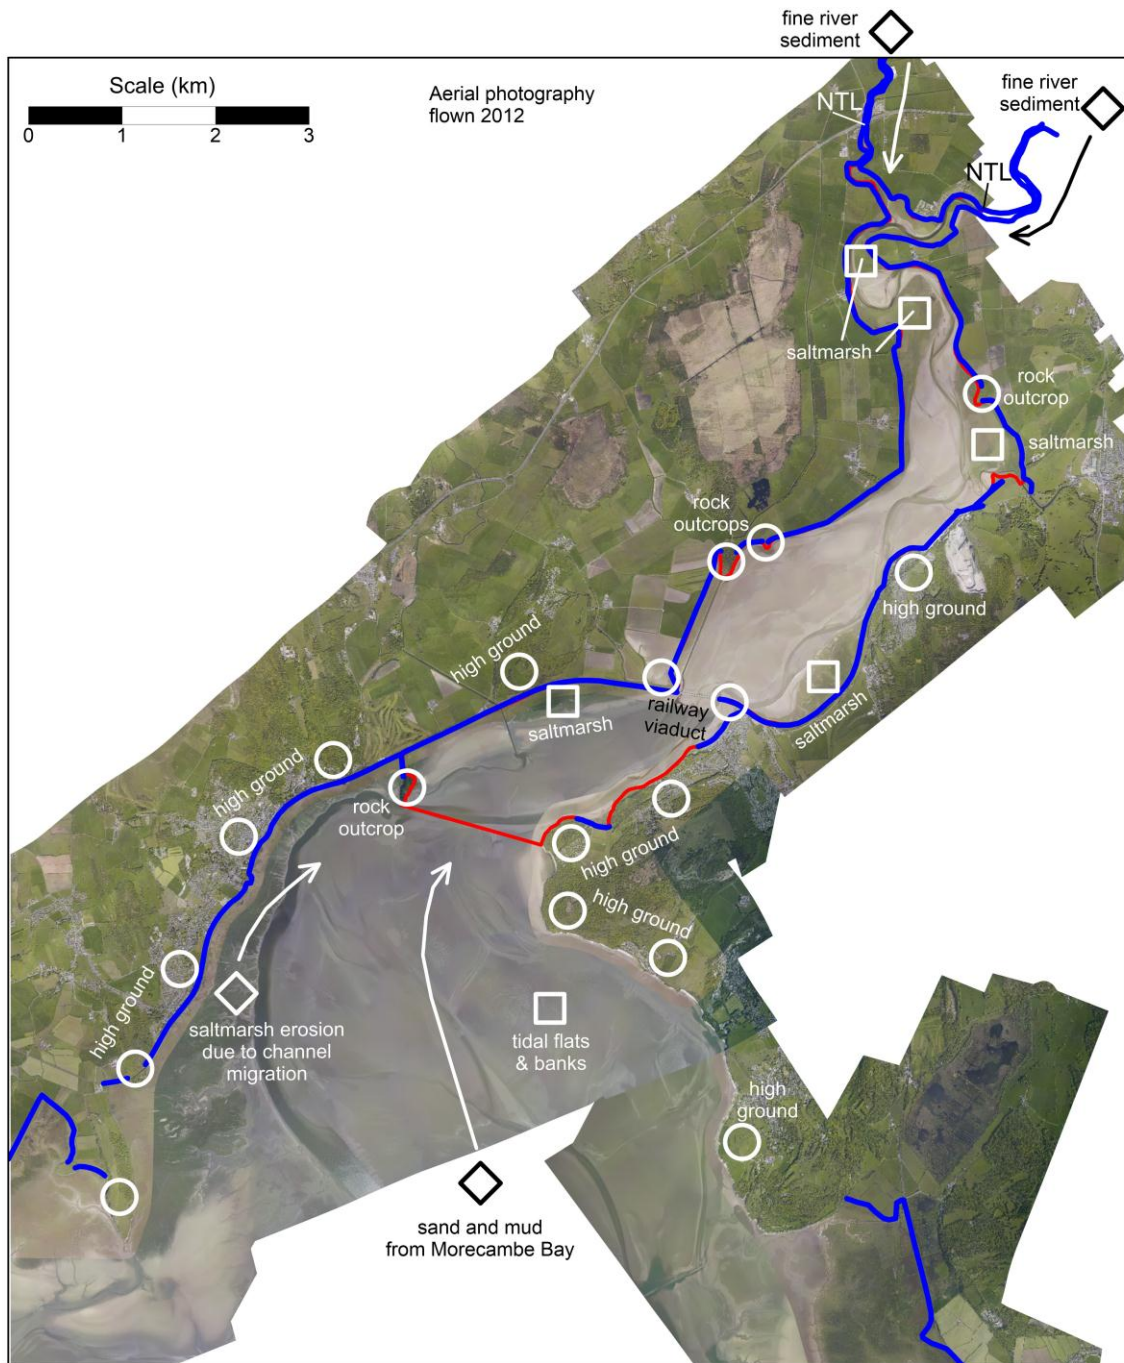 fine river
sediment
Scale (km)
0 1 2 3
Aerial photography
flown 2012
fine river
sediment
NTL
NTL
saltmarsh
rock
outcrop
saltmarsh
rock
outcrops
high ground
high ground
saltmarsh
railway
viaduct
saltmarsh
high ground
rock
outcrop
high ground
high ground
high ground
saltmarsh erosion
due to channel
migration
tidal flats
& banks
high
ground
sand and mud
from Morecambe Bay